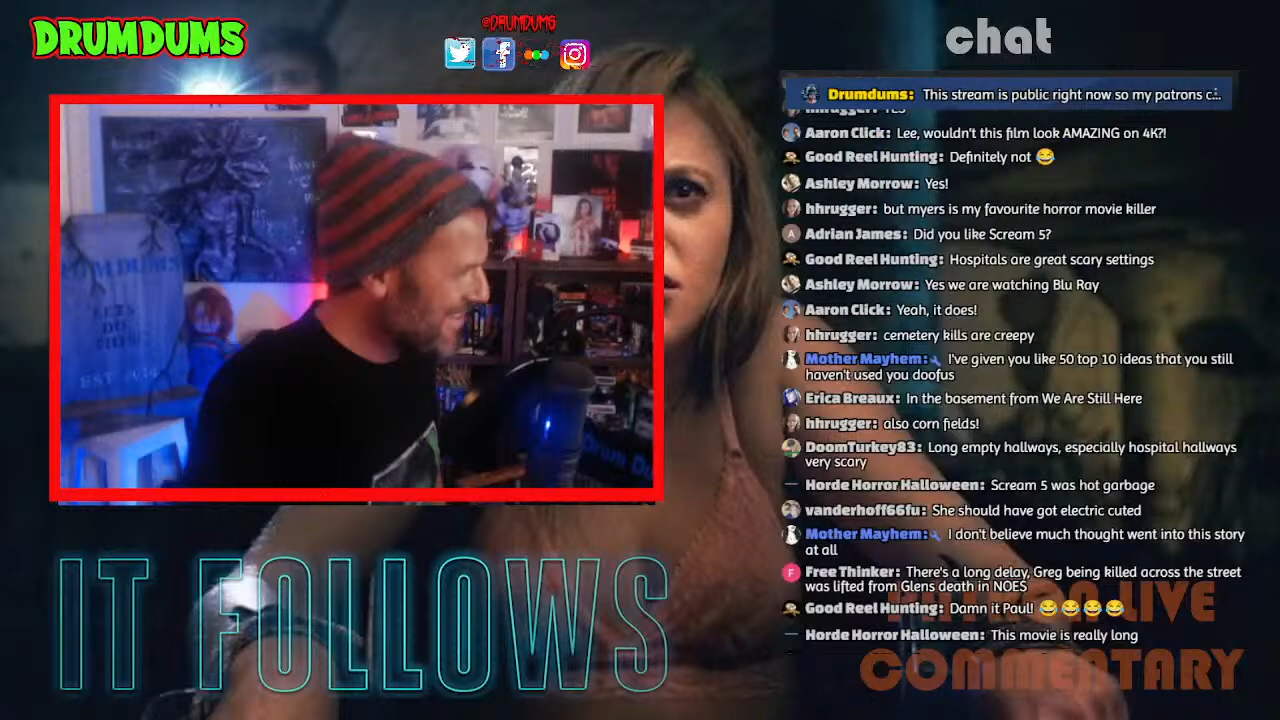 DRUMDUMS
@DRUMDUMS
chat
Drumdums: This stream is public right now so my patrons c...
hhrugger: YES
Aaron Click: Lee, wouldn't this film look AMAZING on 4K?!
Good Reel Hunting: Definitely not 😂
Ashley Morrow: Yes!
hhrugger: but myers is my favourite horror movie killer
Adrian James: Did you like Scream 5?
Good Reel Hunting: Hospitals are great scary settings
Ashley Morrow: Yes we are watching Blu Ray
Aaron Click: Yeah, it does!
hhrugger: cemetery kills are creepy
Mother Mayhem: I've given you like 50 top 10 ideas that you still
haven't used you doofus
Erica Breaux: In the basement from We Are Still Here
hhrugger: also corn fields!
DoomTurkey83: Long empty hallways, especially hospital hallways
very scary
Horde Horror Halloween: Scream 5 was hot garbage
vanderhoff66fu: She should have got electric cuted
Mother Mayhem: I don't believe much thought went into this story
at all
F
Free Thinker: There's a long delay, Greg being killed across the street
was lifted from Glens death in NOES
Good Reel Hunting: Damn it Paul! 😂😂😂😂
Horde Horror Halloween: This movie is really long
IT FOLLOWS
LIVE
COMMENTARY